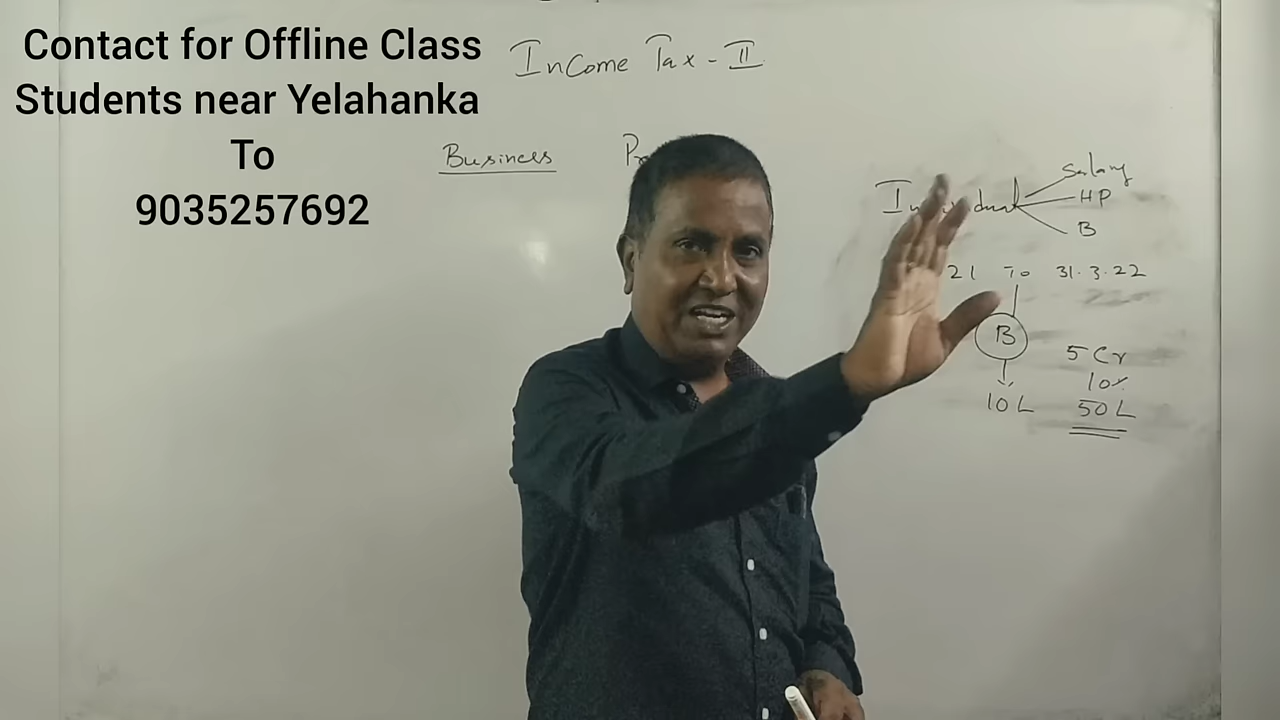 Contact for Offline Class
Students near Yelahanka
To
9035257692
Income Tax - II
Business
Salary
HP
B
21 To 31.3.22
B
5 Cr
10%
10 L 50 L